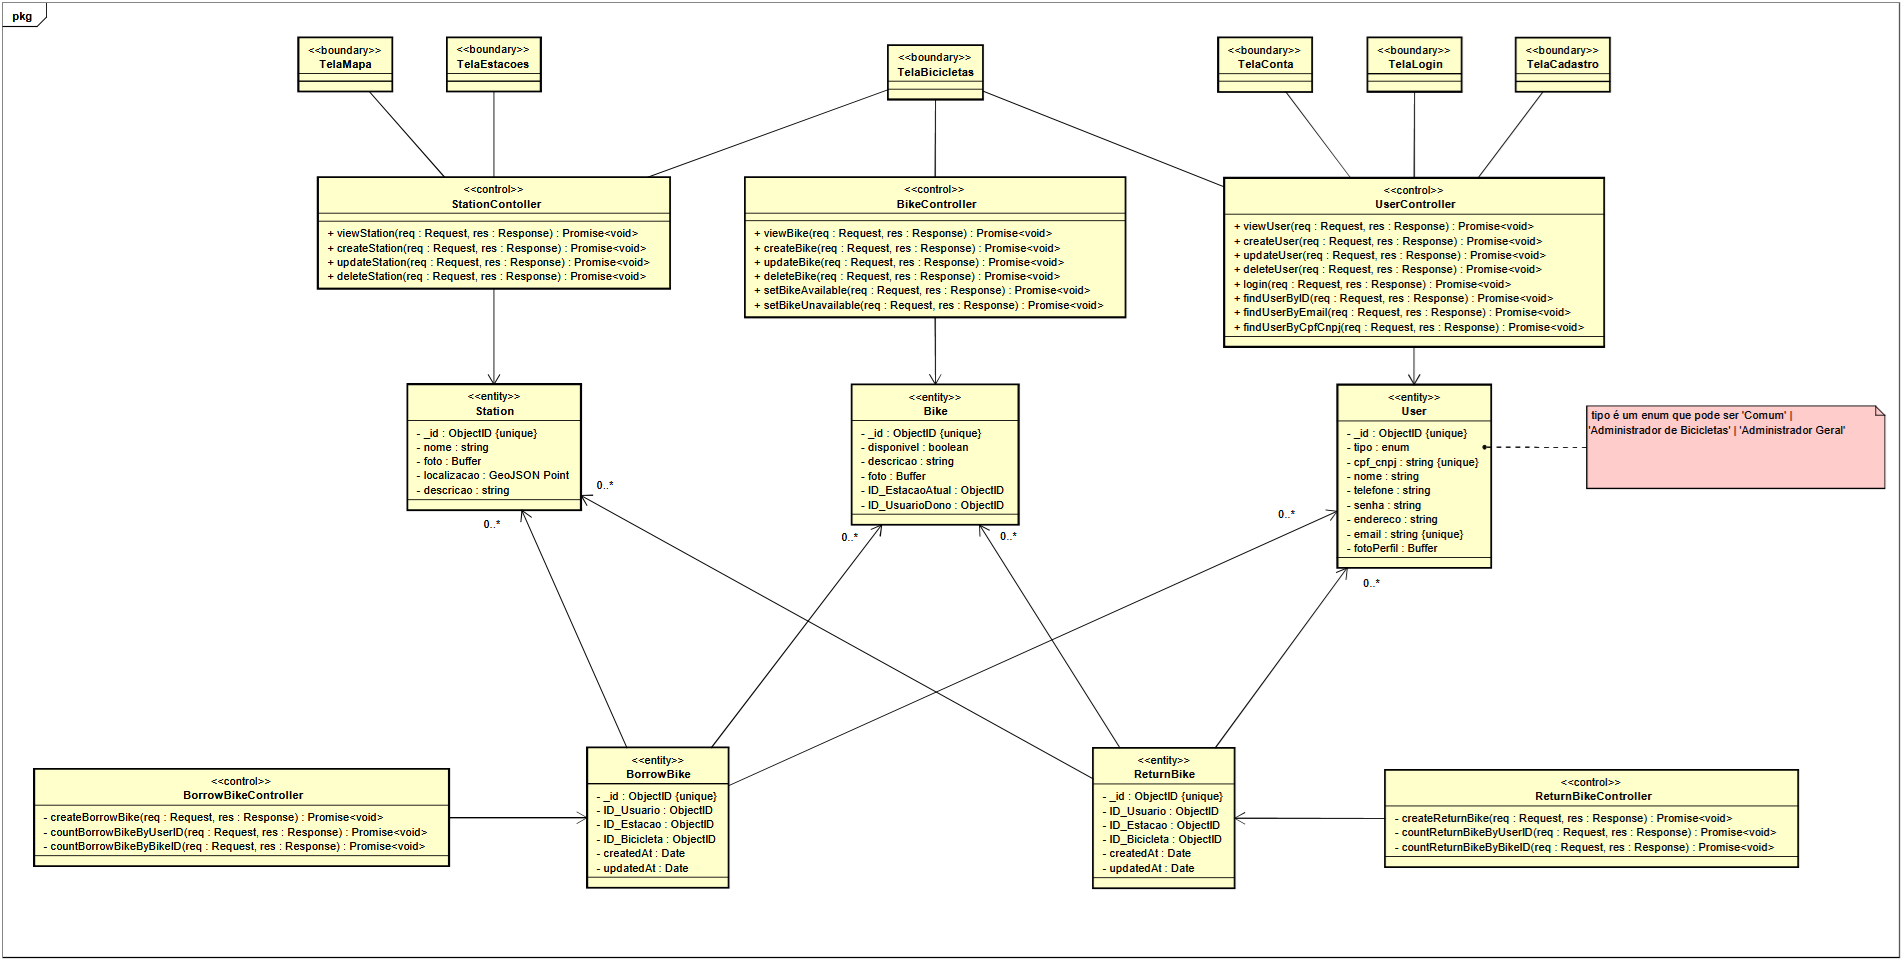 pkg
<<boundary>>
TelaMapa
<<boundary>>
TelaEstacoes
<<boundary>>
TelaBicicletas
<<boundary>>
TelaConta
<<boundary>>
TelaLogin
<<boundary>>
TelaCadastro
<<control>>
StationContoller
+ viewStation(req : Request, res : Response) : Promise<void>
+ createStation(req : Request, res : Response) : Promise<void>
+ updateStation(req : Request, res : Response) : Promise<void>
+ deleteStation(req : Request, res : Response) : Promise<void>
<<control>>
BikeController
+ viewBike(req : Request, res : Response) : Promise<void>
+ createBike(req : Request, res : Response) : Promise<void>
+ updateBike(req : Request, res : Response) : Promise<void>
+ deleteBike(req : Request, res : Response) : Promise<void>
+ setBikeAvailable(req : Request, res : Response) : Promise<void>
+ setBikeUnavailable(req : Request, res : Response) : Promise<void>
<<control>>
UserController
+ viewUser(req : Request, res : Response) : Promise<void>
+ createUser(req : Request, res : Response) : Promise<void>
+ updateUser(req : Request, res : Response) : Promise<void>
+ deleteUser(req : Request, res : Response) : Promise<void>
+ login(req : Request, res : Response) : Promise<void>
+ findUserByID(req : Request, res : Response) : Promise<void>
+ findUserByEmail(req : Request, res : Response) : Promise<void>
+ findUserByCpfCnpj(req : Request, res : Response) : Promise<void>
<<entity>>
Station
- _id : ObjectID {unique}
- nome : string
- foto : Buffer
- localizacao : GeoJSON Point
- descricao : string
0..*
0..*
<<entity>>
Bike
- _id : ObjectID {unique}
- disponivel : boolean
- descricao : string
- foto : Buffer
- ID_EstacaoAtual : ObjectID
- ID_UsuarioDono : ObjectID
0..*
0..*
<<entity>>
User
- _id : ObjectID {unique}
- tipo : enum
- cpf_cnpj : string {unique}
- nome : string
- telefone : string
- senha : string
- endereco : string
- email : string {unique}
- fotoPerfil : Buffer
0..*
0..*
tipo é um enum que pode ser 'Comum' |
'Administrador de Bicicletas' | 'Administrador Geral'
<<control>>
BorrowBikeController
- createBorrowBike(req : Request, res : Response) : Promise<void>
- countBorrowBikeByUserID(req : Request, res : Response) : Promise<void>
- countBorrowBikeByBikeID(req : Request, res : Response) : Promise<void>
<<entity>>
BorrowBike
- _id : ObjectID {unique}
- ID_Usuario : ObjectID
- ID_Estacao : ObjectID
- ID_Bicicleta : ObjectID
- createdAt : Date
- updatedAt : Date
<<entity>>
ReturnBike
- _id : ObjectID {unique}
- ID_Usuario : ObjectID
- ID_Estacao : ObjectID
- ID_Bicicleta : ObjectID
- createdAt : Date
- updatedAt : Date
<<control>>
ReturnBikeController
- createReturnBike(req : Request, res : Response) : Promise<void>
- countReturnBikeByUserID(req : Request, res : Response) : Promise<void>
- countReturnBikeByBikeID(req : Request, res : Response) : Promise<void>